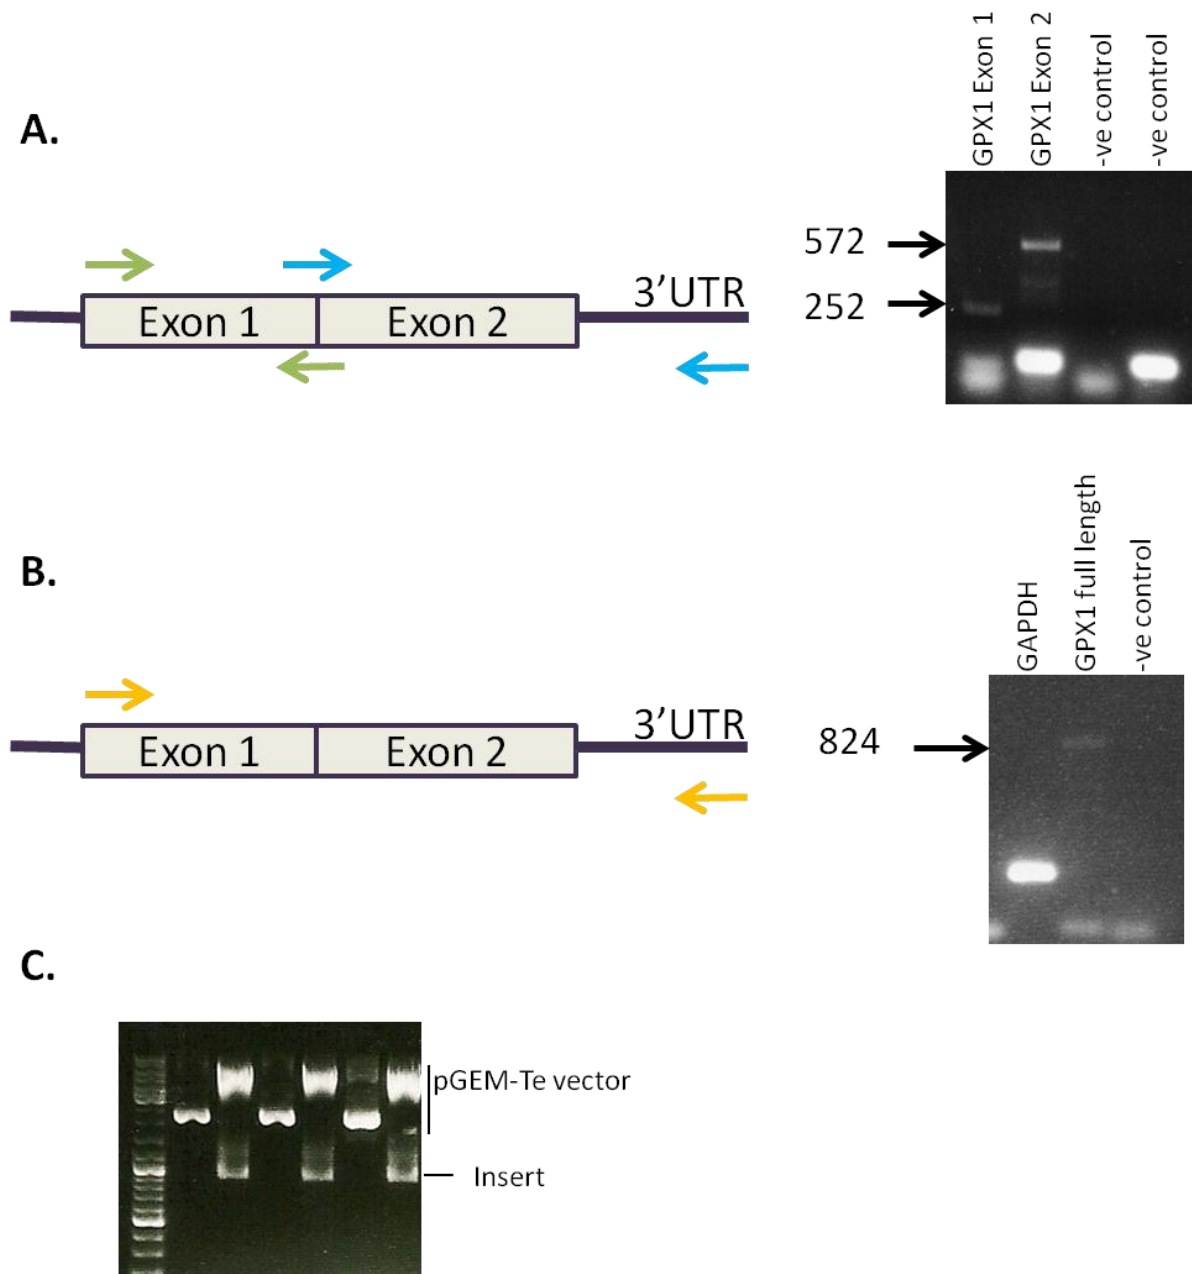 A.
GPX1 Exon 1
GPX1 Exon 2
-ve control
-ve control
572
252
3'UTR
Exon 1
Exon 2
B.
GAPDH
GPX1 full length
-ve control
3'UTR
824
Exon 1
Exon 2
C.
pGEM-Te vector
Insert